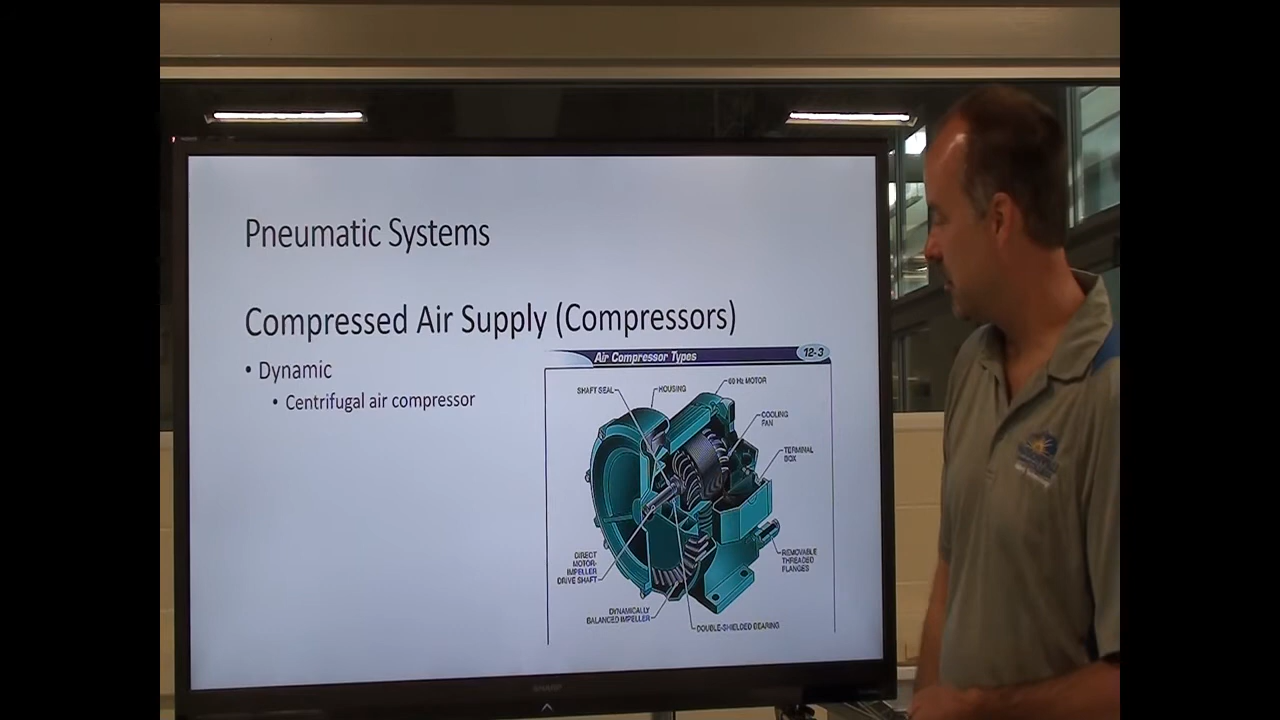 Pneumatic Systems
Compressed Air Supply (Compressors)
• Dynamic
• Centrifugal air compressor
Air Compressor Types
12-3
SHAFT SEAL
HOUSING
60 Hz MOTOR
COOLING
FAN
TERMINAL
BOX
REMOVABLE
THREADED
FLANGES
DIRECT
MOTOR-
IMPELLER
DRIVE SHAFT
DYNAMICALLY
BALANCED IMPELLER
DOUBLE-SHIELDED BEARING
SHARP